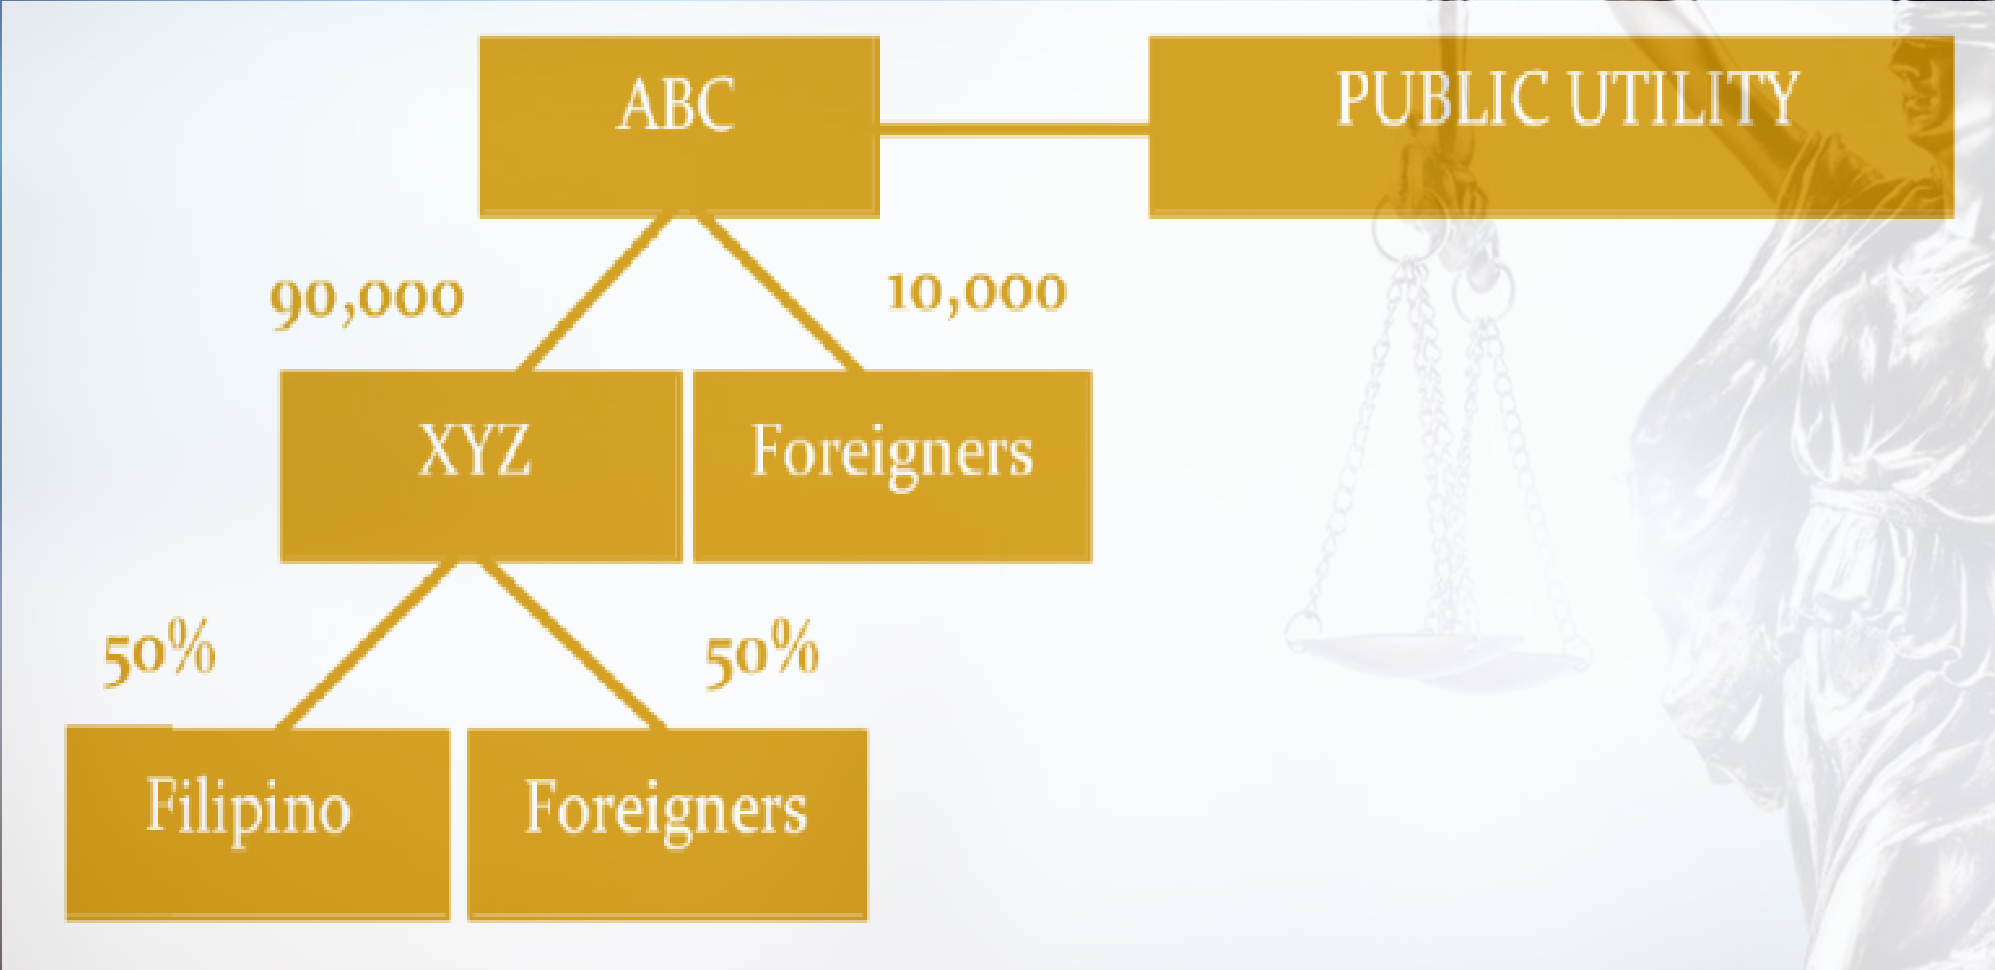 ABC
PUBLIC UTILITY
90,000
10,000
XYZ
Foreigners
50%
50%
Filipino
Foreigners